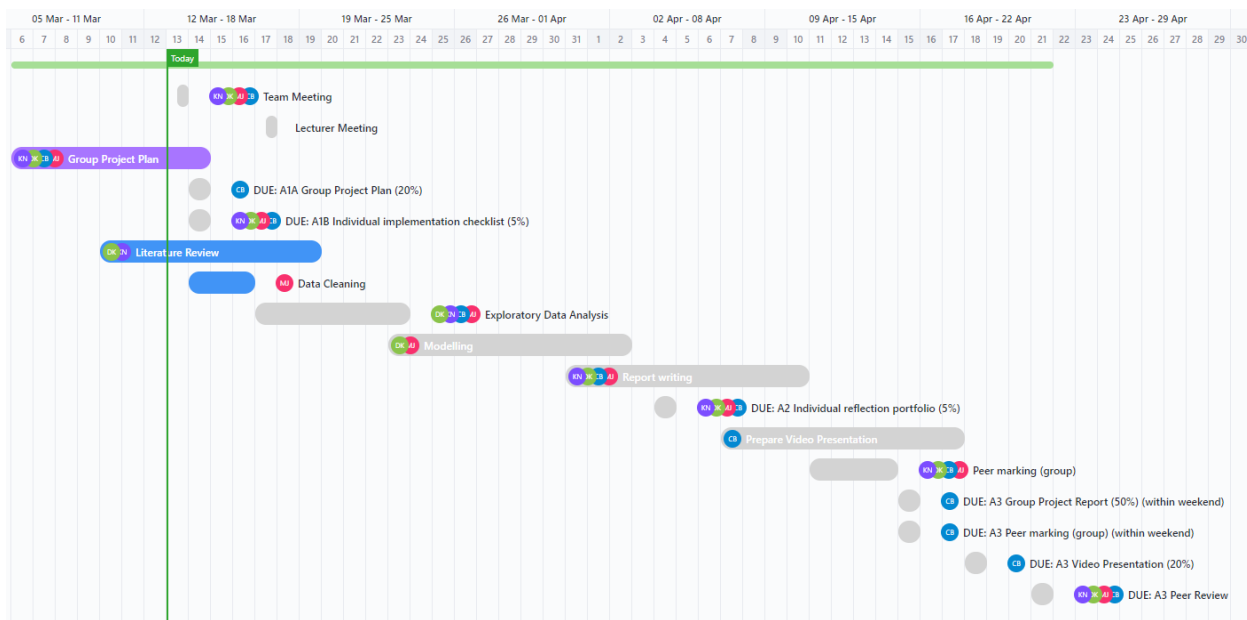 05 Mar - 11 Mar 12 Mar - 18 Mar 19 Mar - 25 Mar 26 Mar - 01 Apr 02 Apr - 08 Apr 09 Apr - 15 Apr 16 Apr - 22 Apr 23 Apr - 29 Apr
6 7 8 9 10 11 12 13 14 15 16 17 18 19 20 21 22 23 24 25 26 27 28 29 30 31 1 2 3 4 5 6 7 8 9 10 11 12 13 14 15 16 17 18 19 20 21 22 23 24 25 26 27 28 29 30
Today
KN DK MJ CB Team Meeting
Lecturer Meeting
KN DK CB MJ Group Project Plan
CB DUE: A1A Group Project Plan (20%)
KN DK MJ CB DUE: A1B Individual implementation checklist (5%)
DK KN Literature Review
MJ Data Cleaning
DK KN CB MJ Exploratory Data Analysis
DK MJ Modelling
KN DK CB MJ Report writing
KN DK MJ CB DUE: A2 Individual reflection portfolio (5%)
CB Prepare Video Presentation
KN DK CB MJ Peer marking (group)
CB DUE: A3 Group Project Report (50%) (within weekend)
CB DUE: A3 Peer marking (group) (within weekend)
CB DUE: A3 Video Presentation (20%)
KN DK MJ CB DUE: A3 Peer Review